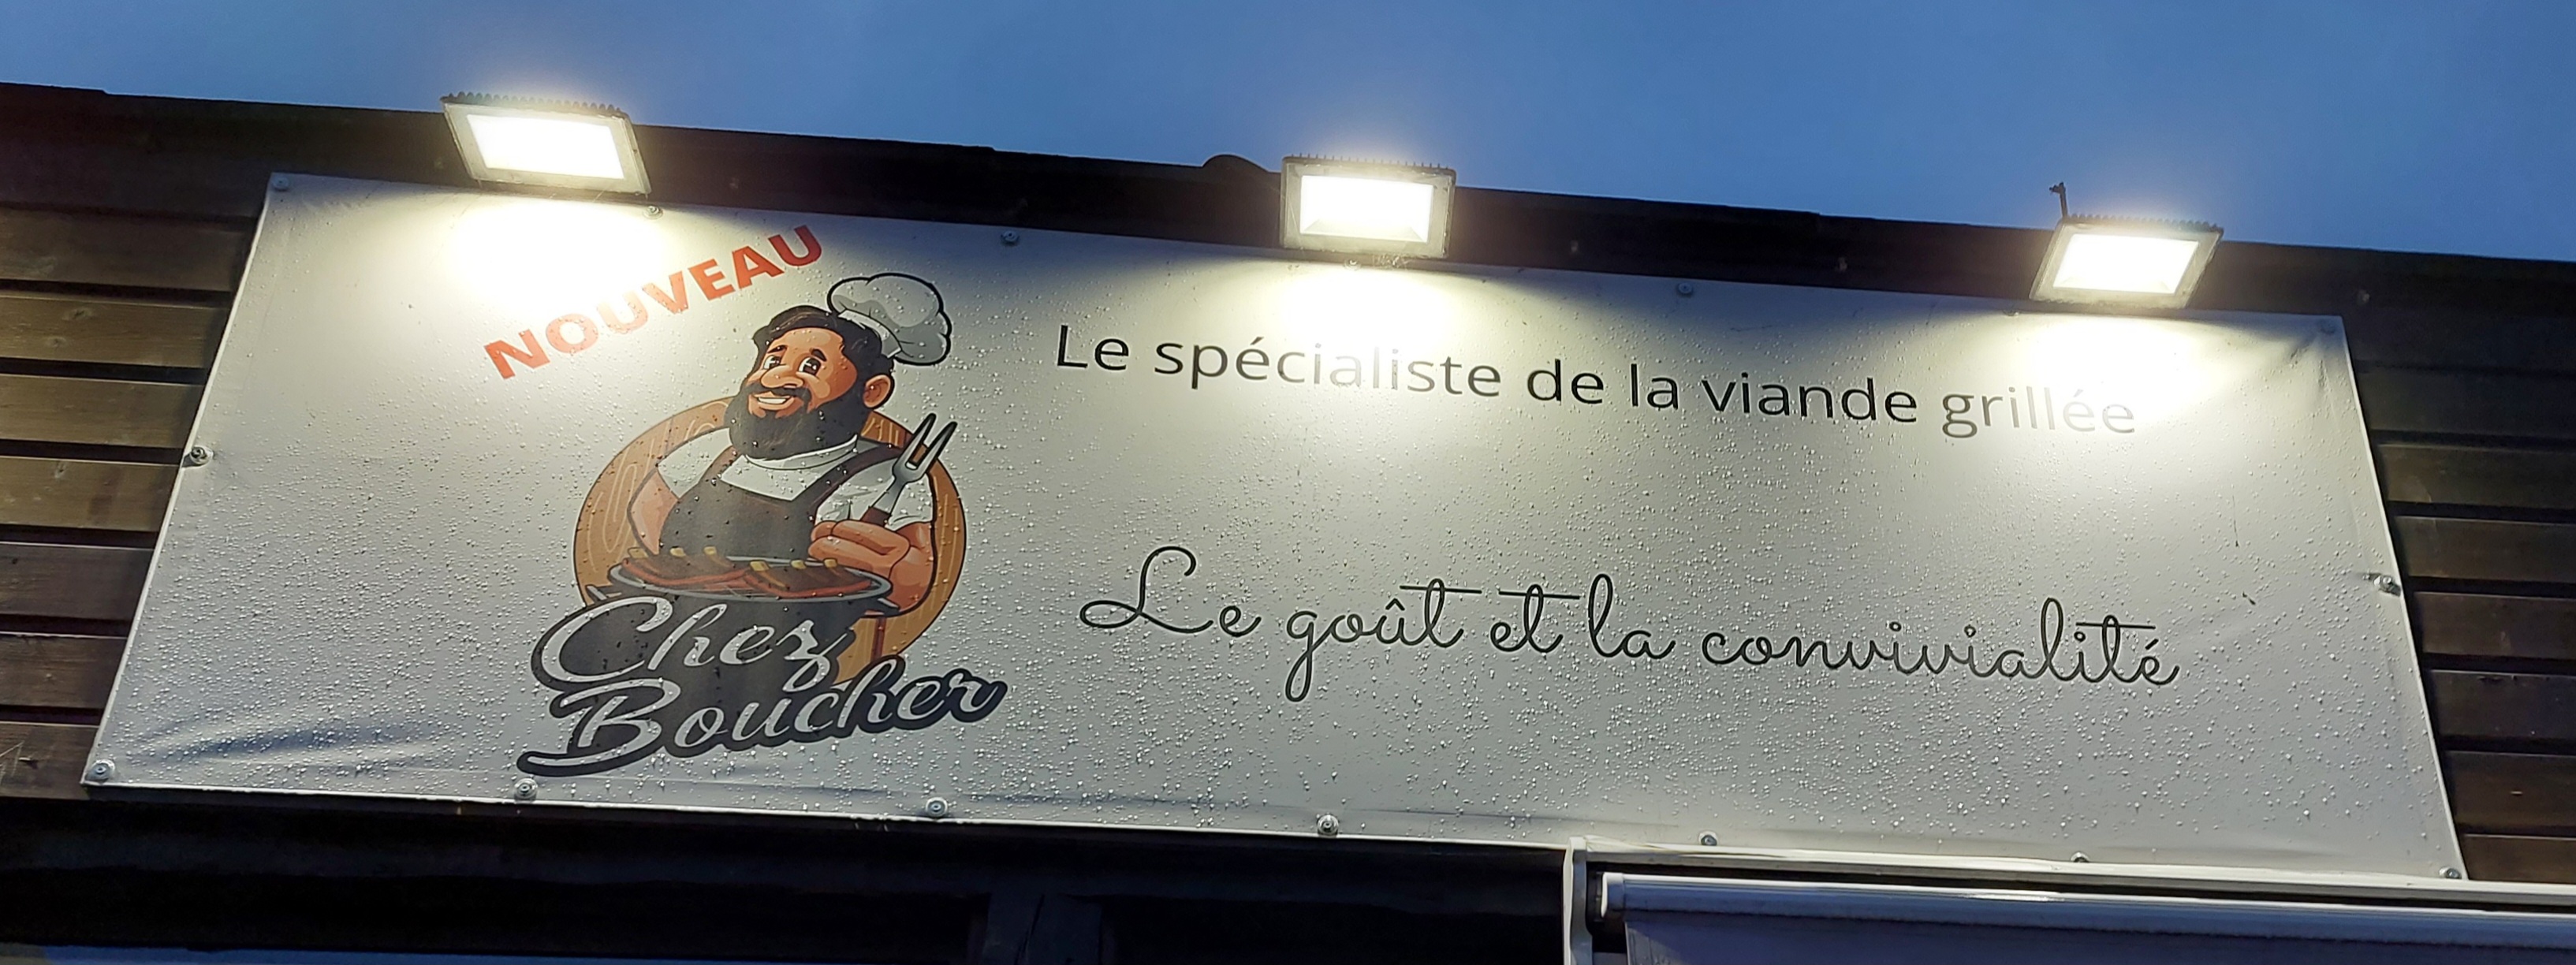 NOUVEAU
Chez
Boucher
Le spécialiste de la viande grillée
Le goût et la convivialité